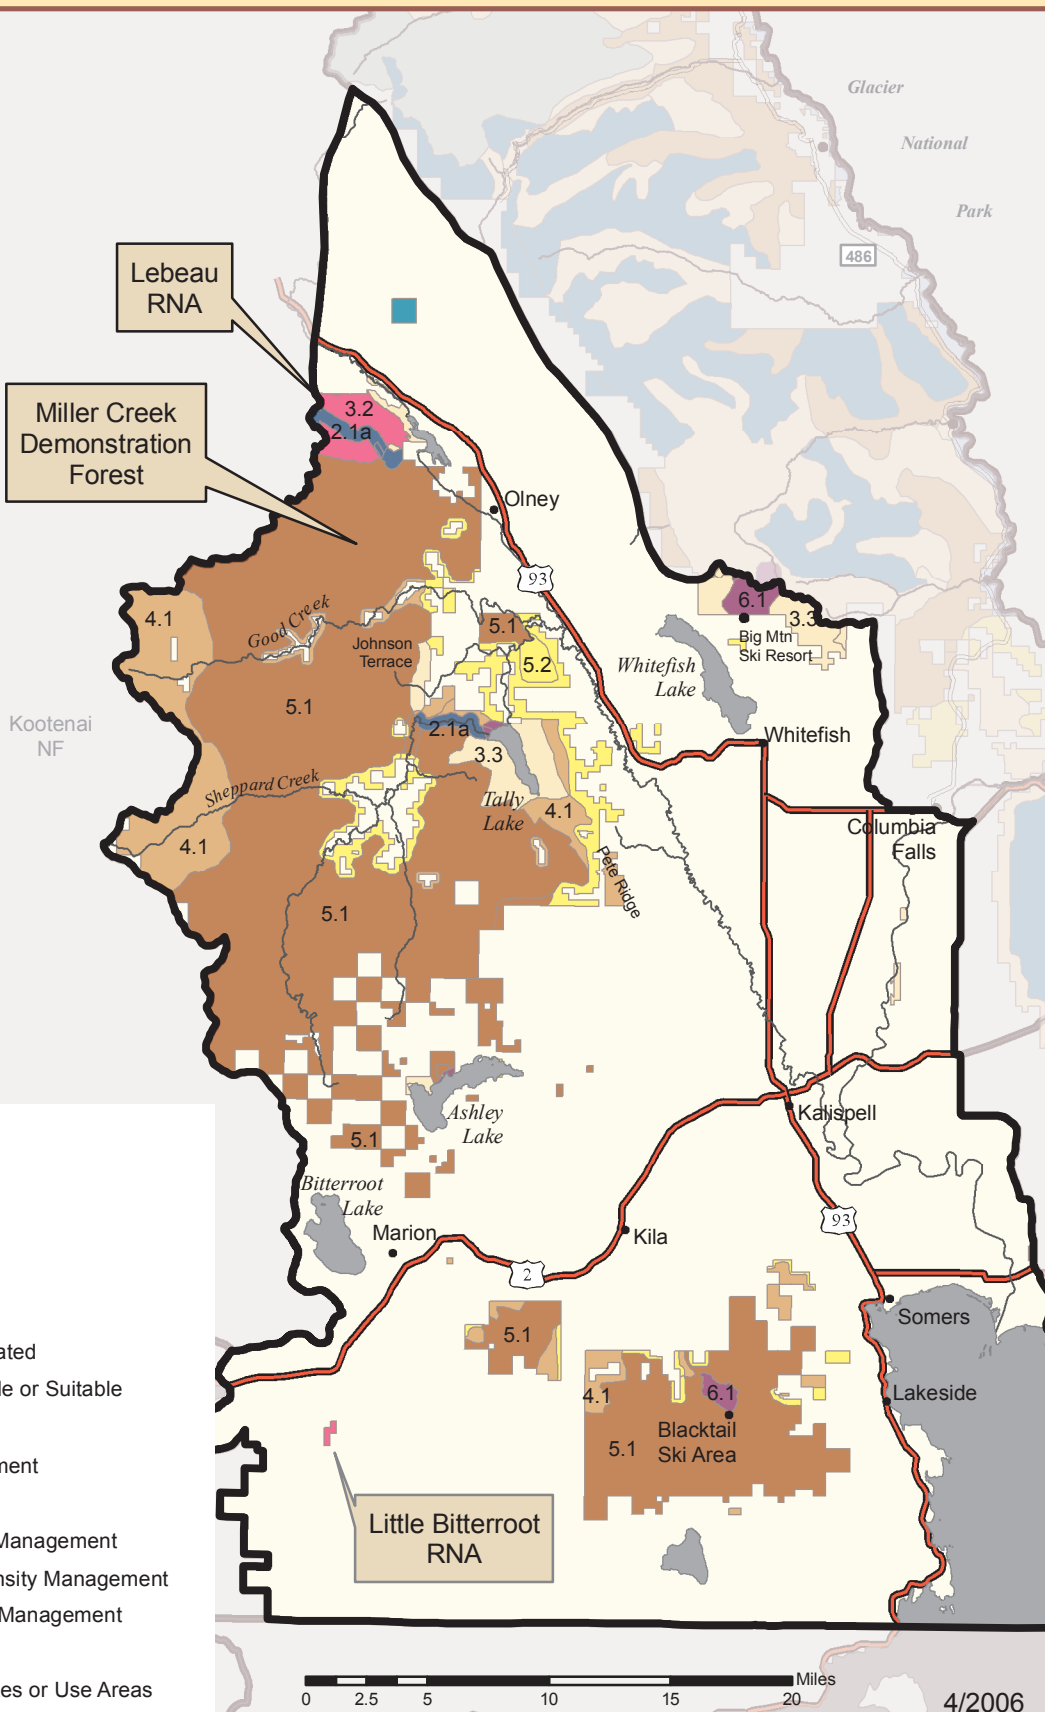 Glacier
National
Park
486
Lebeau
RNA
Miller Creek
Demonstration
Forest
3.2
2.1a
Olney
93
4.1
Good Creek
Johnson
Terrace
5.1
5.2
6.1
3.3
Big Mtn
Ski Resort
Whitefish
Lake
Kootenai
NF
5.1
2.1a
3.3
Whitefish
Sheppard Creek
Tally
Lake
4.1
4.1
Columbia
Falls
Pete Ridge
5.1
Ashley
Lake
Kalispell
5.1
Bitterroot
Lake
Marion
Kila
93
2
Somers
5.1
4.1
6.1
Lakeside
Blacktail
Ski Area
5.1
Little Bitterroot
RNA
ated
le or Suitable
ment
Management
nsity Management
Management
es or Use Areas
Miles
0 2.5 5 10 15 20
4/2006